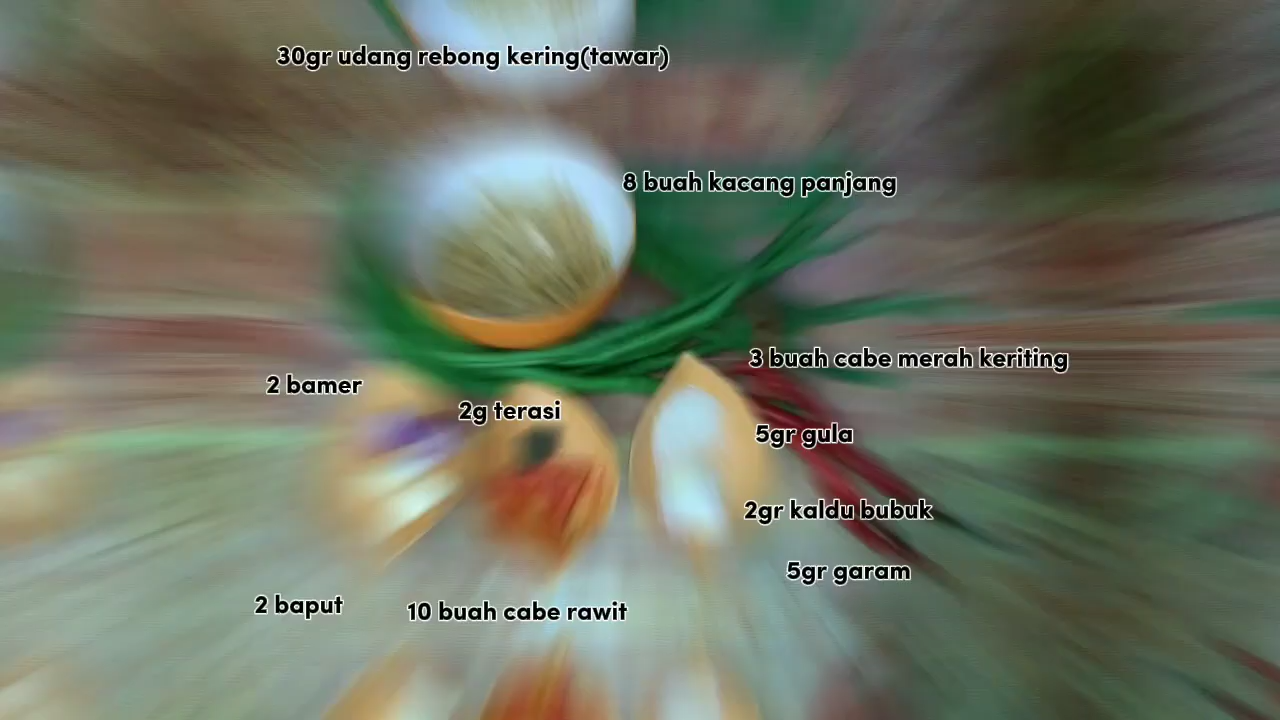 30gr udang rebong kering(tawar)
8 buah kacang panjang
3 buah cabe merah keriting
2 bamer
2g terasi
5gr gula
2gr kaldu bubuk
5gr garam
2 baput
10 buah cabe rawit